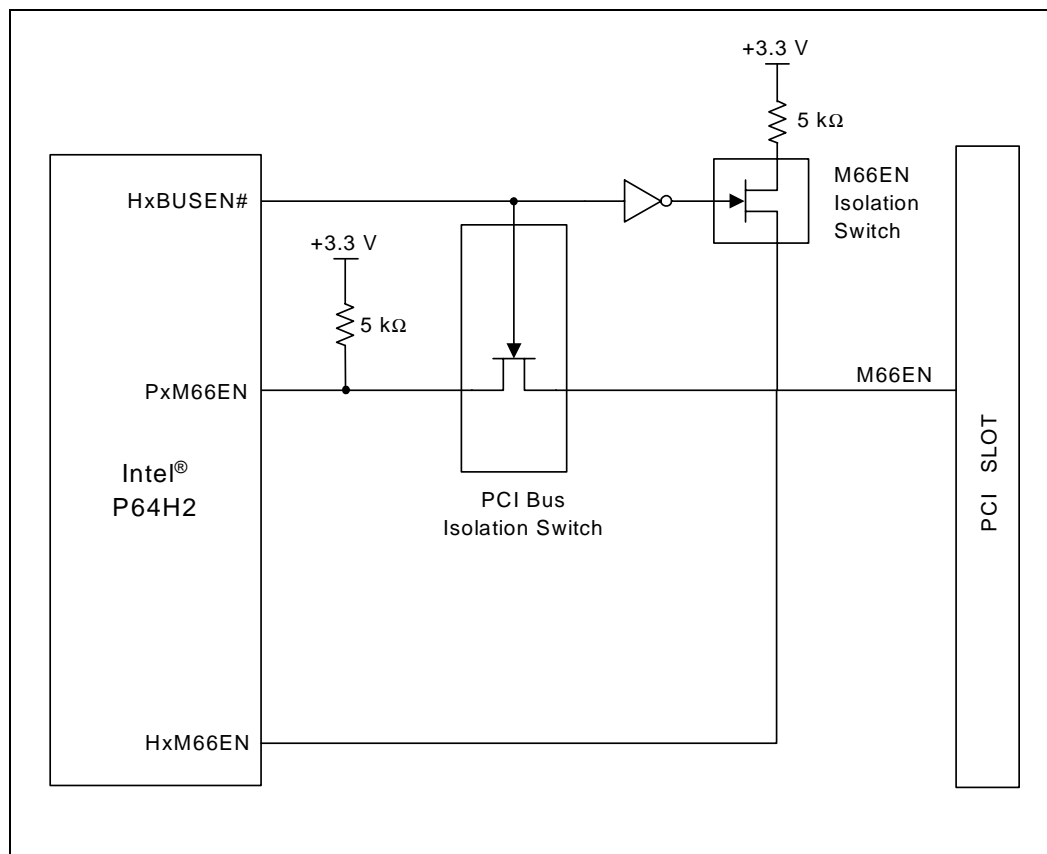 +3.3 V
5 kΩ
M66EN
Isolation
Switch
HxBUSEN#
+3.3 V
5 kΩ
PxM66EN
M66EN
Intel®
P64H2
PCI Bus
Isolation Switch
PCI SLOT
HxM66EN